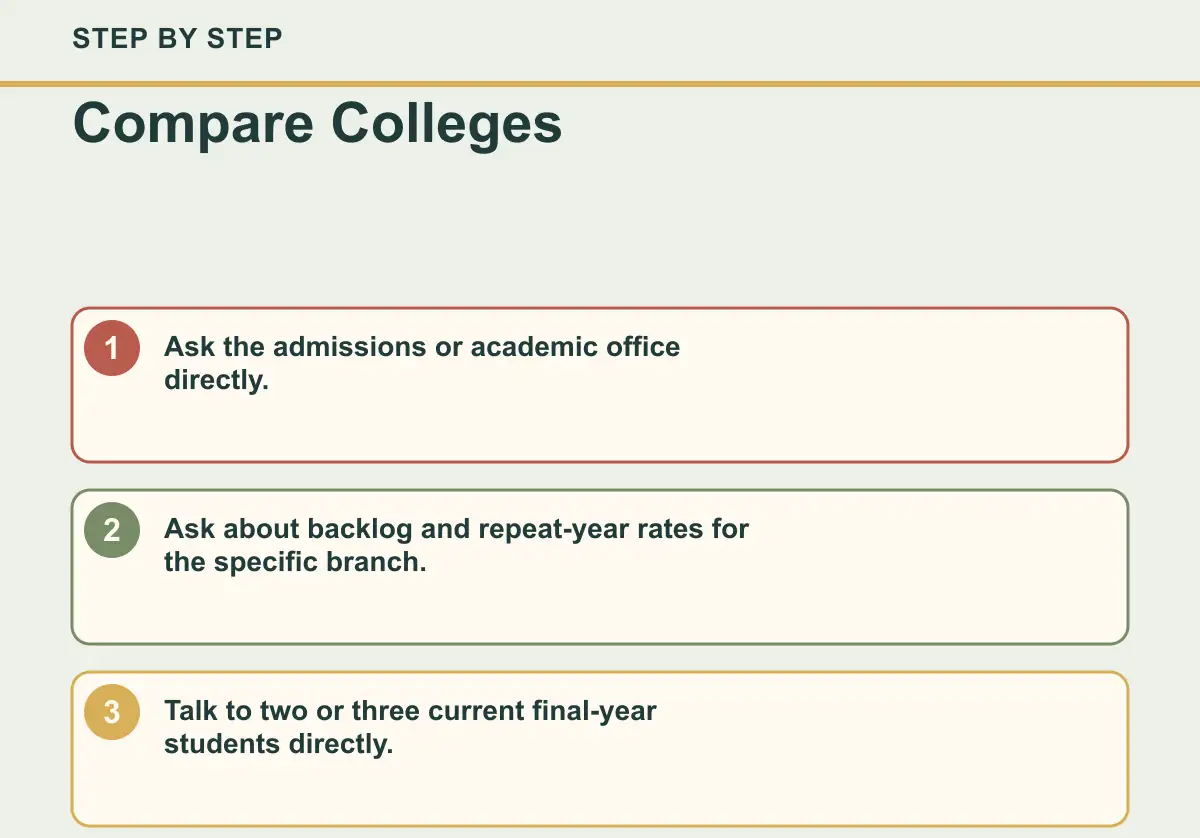 STEP BY STEP
Compare Colleges
1
Ask the admissions or academic office
directly.
2
Ask about backlog and repeat-year rates for
the specific branch.
3
Talk to two or three current final-year
students directly.